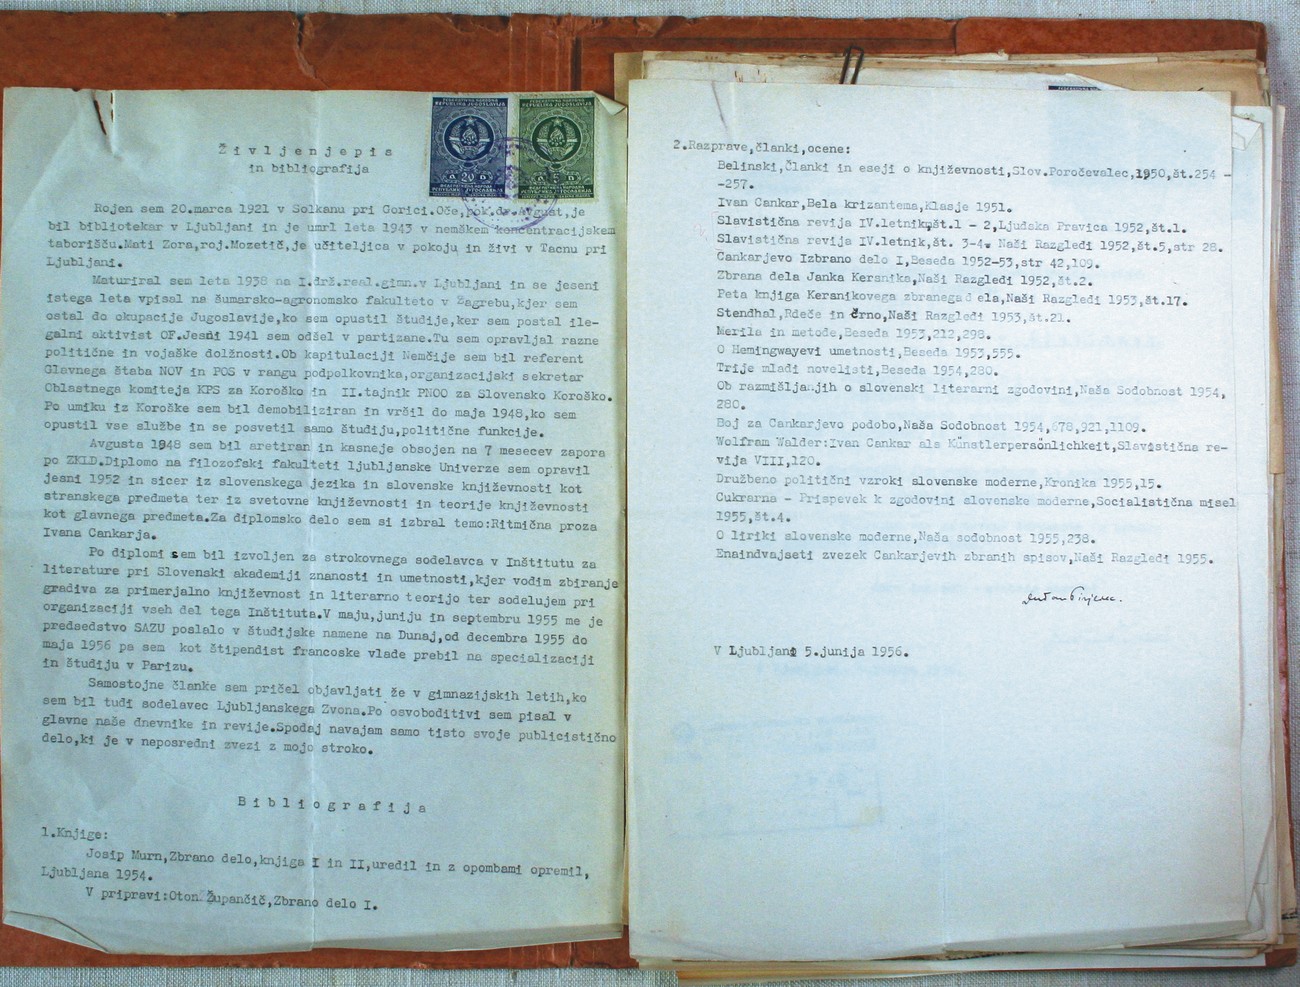 Življenjepis
in bibliografija
FEDERATIVNA NARODNA
REPUBLIKA JUGOSLAVIJA
20
FEDERATIVNA NARODNA
REPUBLIKA JUGOSLAVIJA
5
Rojen sem 20.marca 1921 v Solkanu pri Gorici.Oče,pok.dr.Avgust,je
bil bibliotekar v Ljubljani in je umrl leta 1943 v nemškem koncentracijskem
taborišču.Mati Zora,roj.Mozetič,je učiteljica v pokoju in živi v Tacnu pri
Ljubljani.
Maturiral sem leta 1938 na I.drž.real.gimn.v Ljubljani in se jeseni
istega leta vpisal na šumarsko-agronomsko fakulteto v Zagrebu,kjer sem
ostal do okupacije Jugoslavije,ko sem opustil študije,ker sem postal ile-
galni aktivist OF.Jesni 1941 sem odšel v partizane.Tu sem opravljal razne
politične in vojaške dolžnosti.Ob kapitulaciji Nemčije sem bil referent
Glavnega štaba NOV in POS v rangu podpolkovnika,organizacijski sekretar
Oblastnega komiteja KPS za Koroško in II.tajnik PNOO za Slovensko Koroško.
Po umiku iz Koroške sem bil demobiliziran in vršil do maja 1948,ko sem
opustil vse službe in se posvetil samo študiju,politične funkcije.
Avgusta 1948 sem bil aretiran in kasneje obsojen na 7 mesecev zapora
po ZKLD.Diplomo na filozofski fakulteti ljubljanske Univerze sem opravil
jesni 1952 in sicer iz slovenskega jezika in slovenske književnosti kot
stranskega predmeta ter iz svetovne književnosti in teorije književnosti
kot glavnega predmeta.Za diplomsko delo sem si izbral temo:Ritmična proza
Ivana Cankarja.
Po diplomi sem bil izvoljen za strokovnega sodelavca v Inštitutu za
literature pri Slovenski akademiji znanosti in umetnosti,kjer vodim zbiranje
gradiva za primerjalno književnost in literarno teorijo ter sodelujem pri
organizaciji vseh del tega Inštituta.V maju,juniju in septembru 1955 me je
predsedstvo SAZU poslalo v študijske namene na Dunaj,od decembra 1955 do
maja 1956 pa sem kot štipendist francoske vlade prebil na specializaciji
in študiju v Parizu.
Samostojne članke sem pričel objavljati že v gimnazijskih letih,ko
sem bil tudi sodelavec Ljubljanskega Zvona.Po osvoboditivi sem pisal v
glavne naše dnevnike in revije.Spodaj navajam samo tisto svoje publicistično
delo,ki je v neposredni zvezi z mojo stroko.
Bibliografija
1.Knjige:
Josip Murn,Zbrano delo,knjiga I in II,uredil in z opombami opremil,
Ljubljana 1954.
V pripravi:Oton Župančič,Zbrano delo I.
2.Razprave,članki,ocene:
Belinski,Članki in eseji o književnosti,Slov.Poročevalec,1950,št.254 -
-257.
Ivan Cankar,Bela krizantema,Klasje 1951.
Slavistična revija IV.letnik,št.1 - 2,Ljudska Pravica 1952,št.1.
Slavistična revija IV.letnik,št. 3-4, Naši Razgledi 1952,št.5,str 28.
Cankarjevo Izbrano delo I,Beseda 1952-53,str 42,109.
Zbrana dela Janka Kersnika,Naši Razgledi 1952,št.2.
Peta knjiga Keranikovega zbranega d ela,Naši Razgledi 1953,št.17.
Stendhal,Rdeče in črno,Naši Razgledi 1953,št.21.
Merila in metode,Beseda 1953,212,298.
O Hemingwayevi umetnosti,Beseda 1953,555.
Trije mladi novelisti,Beseda 1954,280.
Ob razmišljanjih o slovenski literarni zgodovini,Naša Sodobnost 1954,
280.
Boj za Cankarjevo podobo,Naša Sodobnost 1954,678,921,1109.
Wolfram Walder:Ivan Cankar als Künstlerpersönlichkeit,Slavistična re-
vija VIII,120.
Družbeno politični vzroki slovenske moderne,Kronika 1955,15.
Cukrarna - Prispevek k zgodovini slovenske moderne,Socialistična misel
1955,št.4.
O liriki slovenske moderne,Naša sodobnost 1955,238.
Enaindvajseti zvezek Cankarjevih zbranih spisov,Naši Razgledi 1955.
Dušan Pirjevec.
V Ljubljani 5.junija 1956.